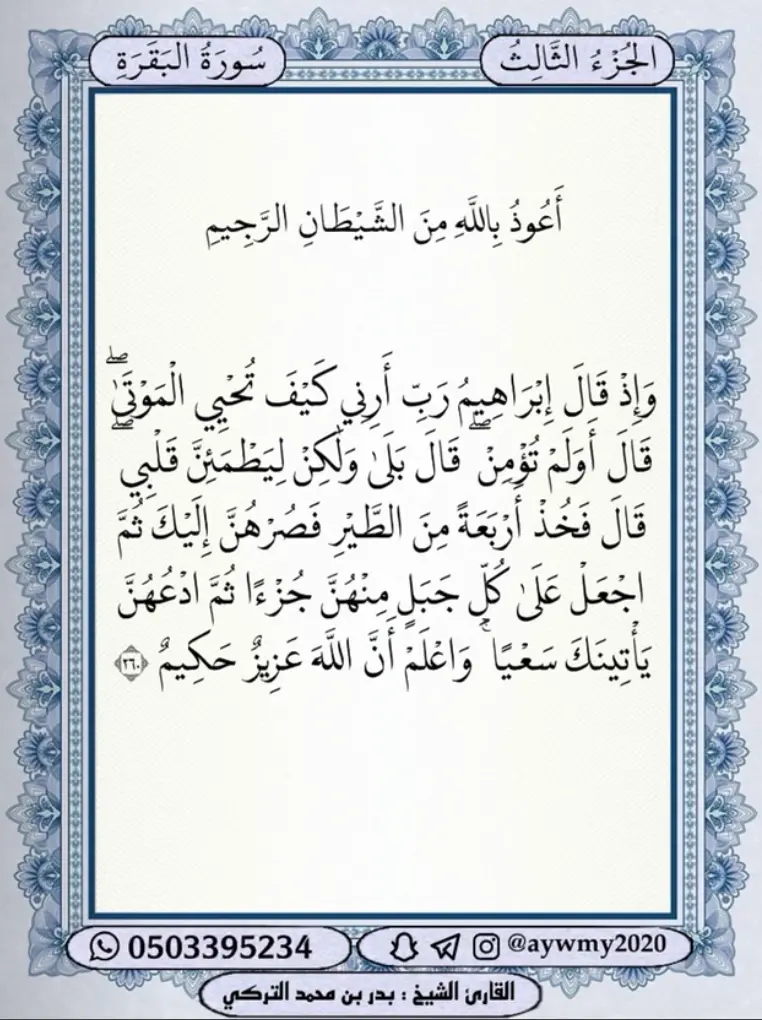 الجُزْءُ الثَّالِثُ
سُورَةُ البَقَرَةِ
أَعُوذُ بِاللَّهِ مِنَ الشَّيْطَانِ الرَّجِيمِ
وَإِذْ قَالَ إِبْرَاهِيمُ رَبِّ أَرِنِي كَيْفَ تُحْيِي الْمَوْتَىٰ ۖ
قَالَ أَوَلَمْ تُؤْمِنْ ۖ قَالَ بَلَىٰ وَلَٰكِنْ لِيَطْمَئِنَّ قَلْبِي ۖ
قَالَ فَخُذْ أَرْبَعَةً مِنَ الطَّيْرِ فَصُرْهُنَّ إِلَيْكَ ثُمَّ
اجْعَلْ عَلَىٰ كُلِّ جَبَلٍ مِنْهُنَّ جُزْءًا ثُمَّ ادْعُهُنَّ
يَأْتِينَكَ سَعْيًا ۚ وَاعْلَمْ أَنَّ اللَّهَ عَزِيزٌ حَكِيمٌ ﴿٢٦٠﴾
0503395234
@aywmy2020
القارئ الشيخ : بدر بن محمد التركي